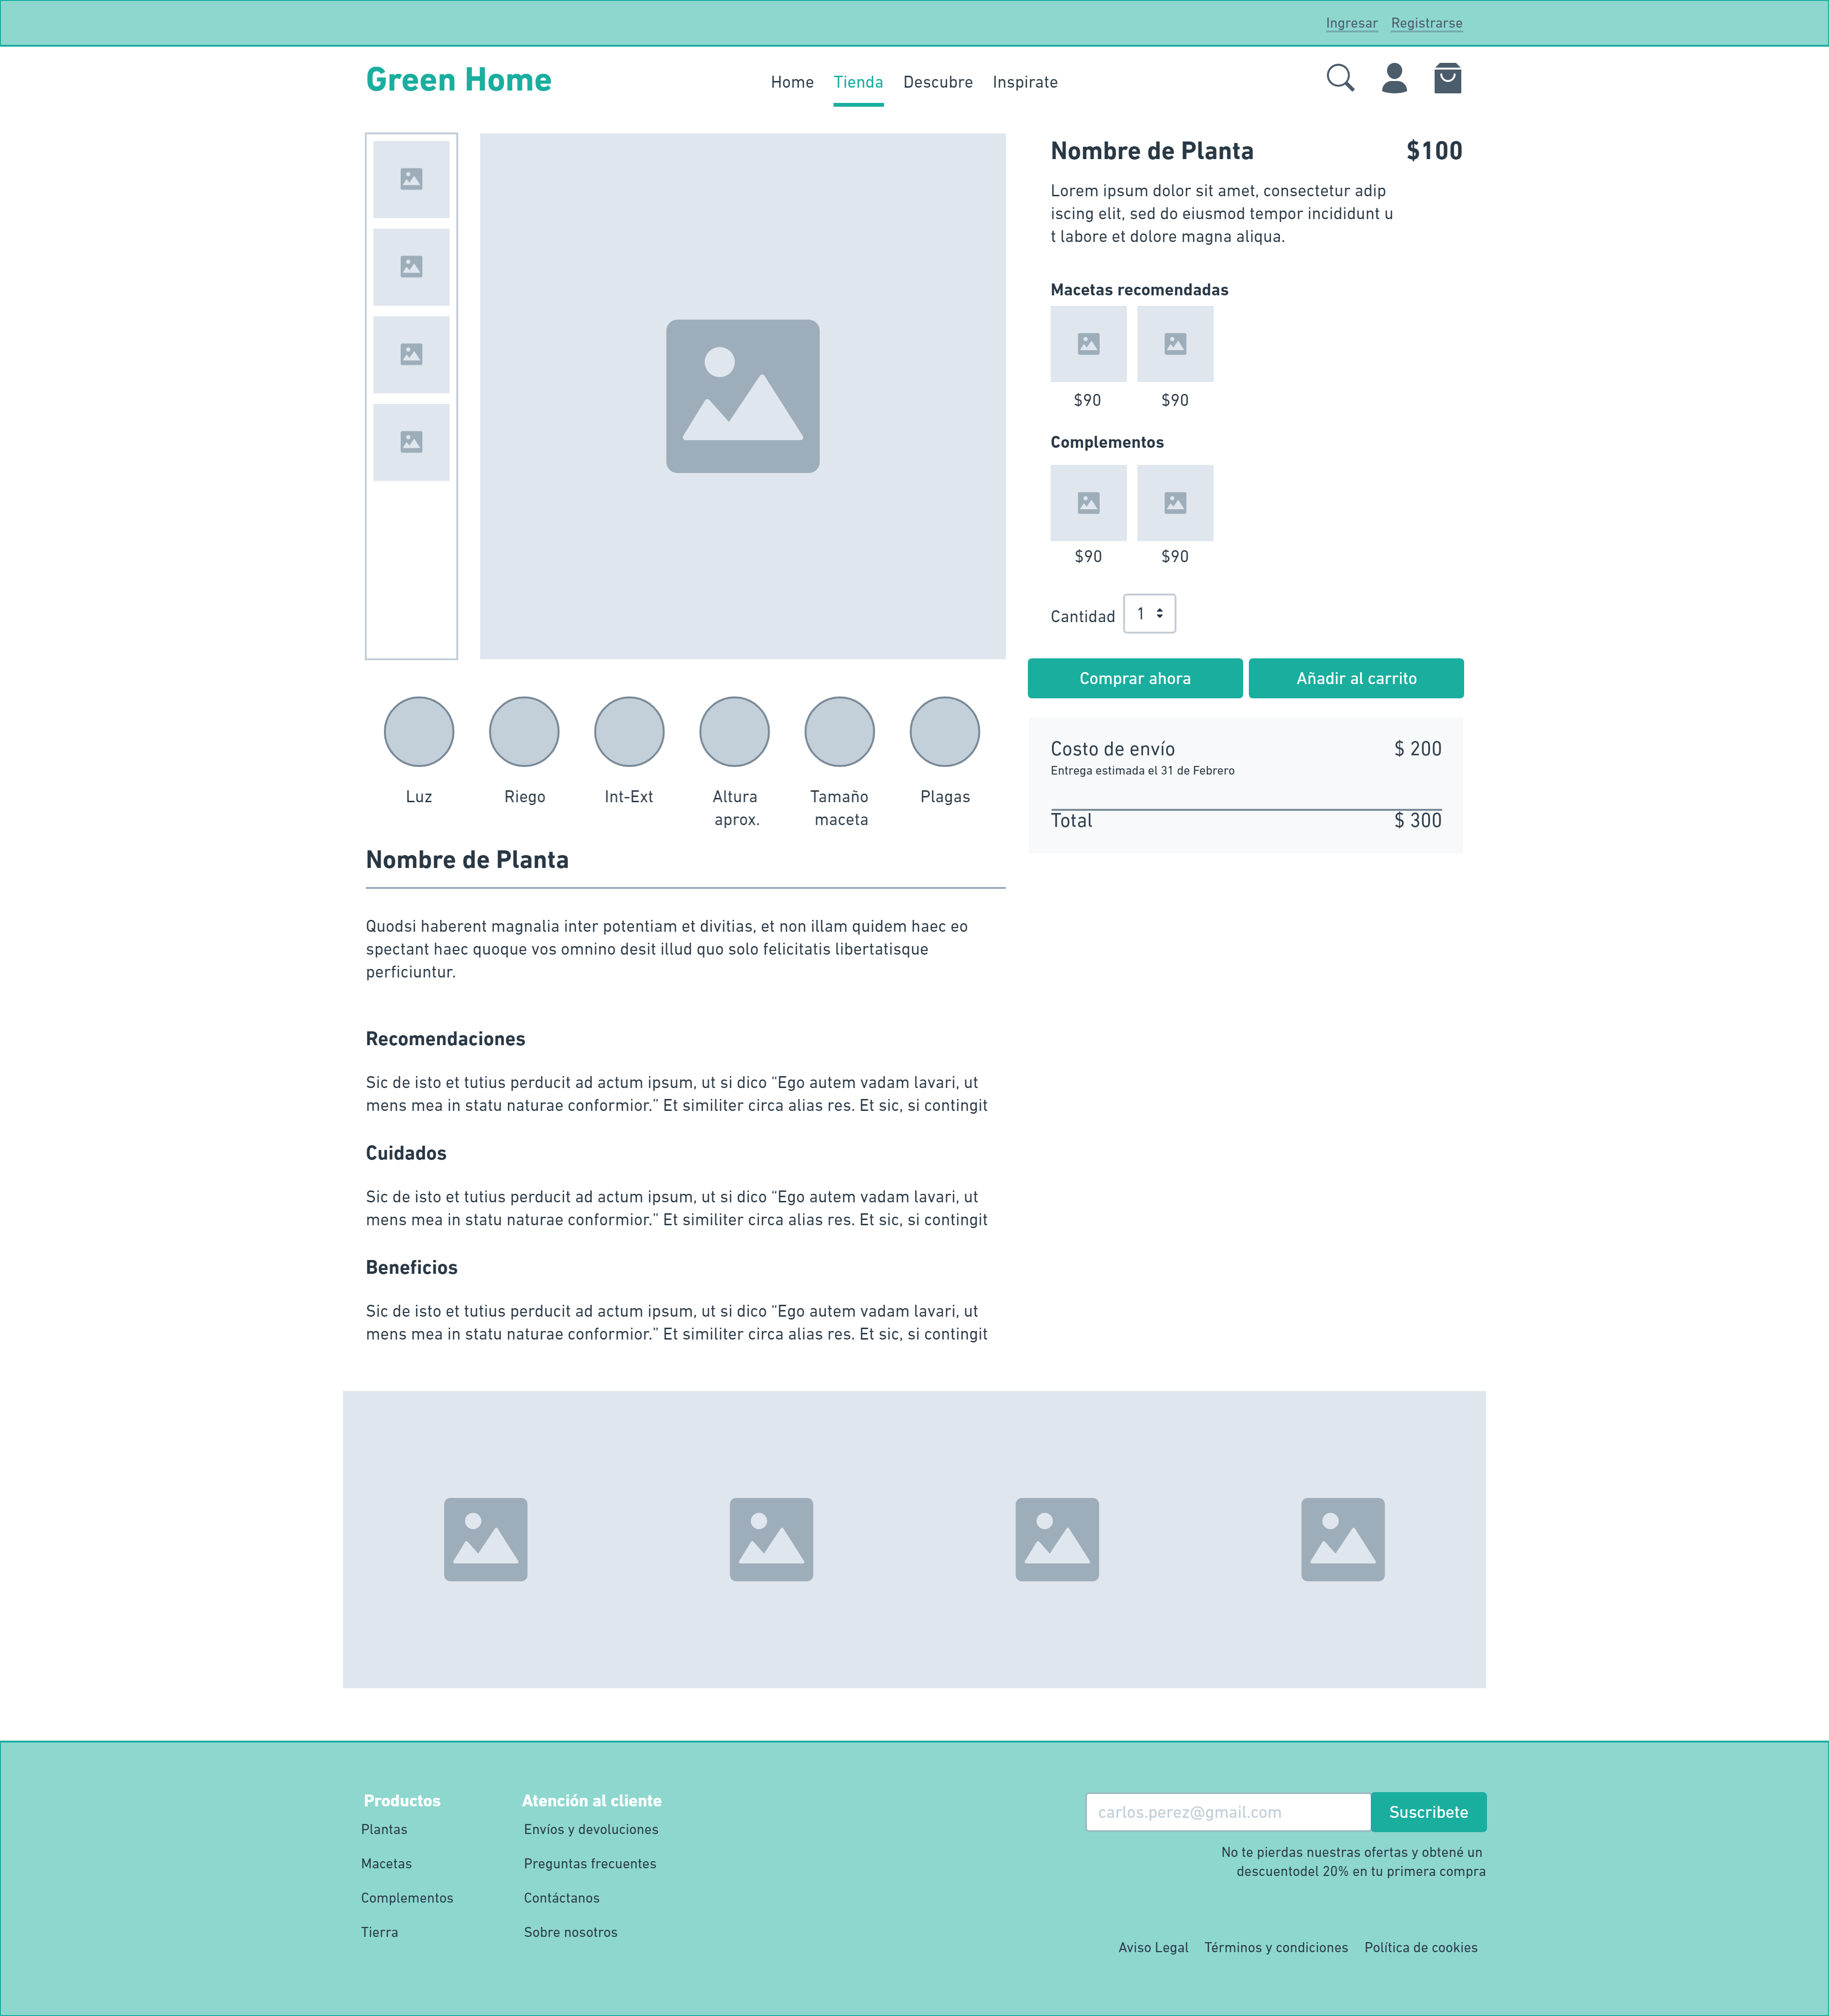 Ingresar Registrarse
Green Home
Home Tienda Descubre Inspirate
Nombre de Planta $100
Lorem ipsum dolor sit amet, consectetur adip
iscing elit, sed do eiusmod tempor incididunt u
t labore et dolore magna aliqua.
Macetas recomendadas
$90 $90
Complementos
$90 $90
Cantidad 1
Comprar ahora Añadir al carrito
Costo de envío $ 200
Entrega estimada el 31 de Febrero
Total $ 300
Luz Riego Int-Ext Altura Tamaño Plagas
aprox. maceta
Nombre de Planta
Quodsi haberent magnalia inter potentiam et divitias, et non illam quidem haec eo
spectant haec quoque vos omnino desit illud quo solo felicitatis libertatisque
perficiuntur.
Recomendaciones
Sic de isto et tutius perducit ad actum ipsum, ut si dico “Ego autem vadam lavari, ut
mens mea in statu naturae conformior.” Et similiter circa alias res. Et sic, si contingit
Cuidados
Sic de isto et tutius perducit ad actum ipsum, ut si dico “Ego autem vadam lavari, ut
mens mea in statu naturae conformior.” Et similiter circa alias res. Et sic, si contingit
Beneficios
Sic de isto et tutius perducit ad actum ipsum, ut si dico “Ego autem vadam lavari, ut
mens mea in statu naturae conformior.” Et similiter circa alias res. Et sic, si contingit
Productos
Plantas
Macetas
Complementos
Tierra
Atención al cliente
Envíos y devoluciones
Preguntas frecuentes
Contáctanos
Sobre nosotros
carlos.perez@gmail.com Suscribete
No te pierdas nuestras ofertas y obtené un
descuentodel 20% en tu primera compra
Aviso Legal Términos y condiciones Política de cookies